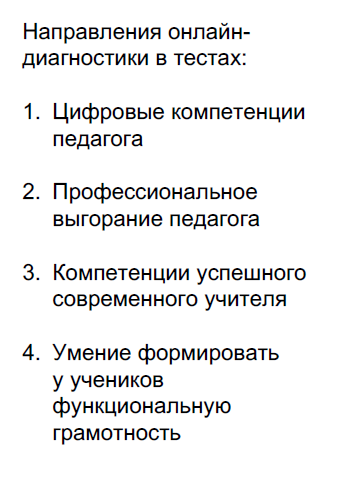 Направления онлайн-
диагностики в тестах:
1. Цифровые компетенции
педагога
2. Профессиональное
выгорание педагога
3. Компетенции успешного
современного учителя
4. Умение формировать
у учеников
функциональную
грамотность